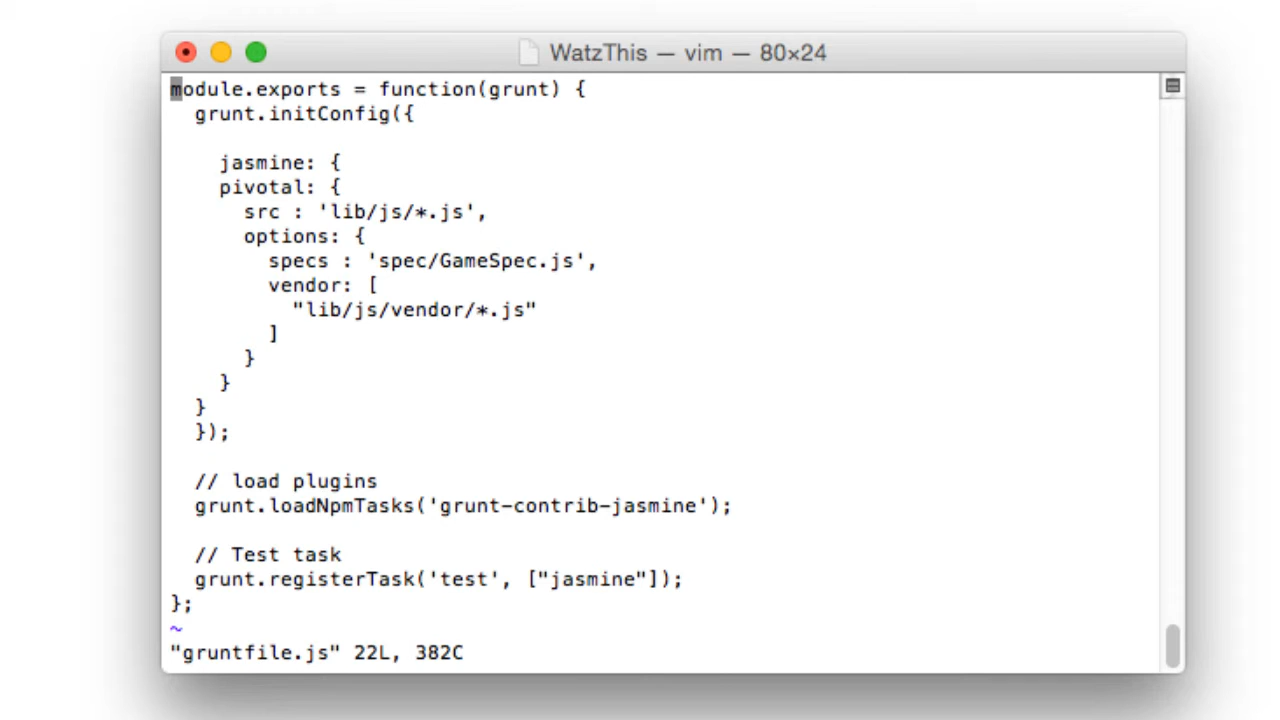 WatzThis — vim — 80×24
module.exports = function(grunt) {
  grunt.initConfig({

    jasmine: {
    pivotal: {
      src : 'lib/js/*.js',
      options: {
        specs : 'spec/GameSpec.js',
        vendor: [
          "lib/js/vendor/*.js"
        ]
      }
    }
  }
  });

  // load plugins
  grunt.loadNpmTasks('grunt-contrib-jasmine');

  // Test task
  grunt.registerTask('test', ["jasmine"]);
};
~
"gruntfile.js" 22L, 382C